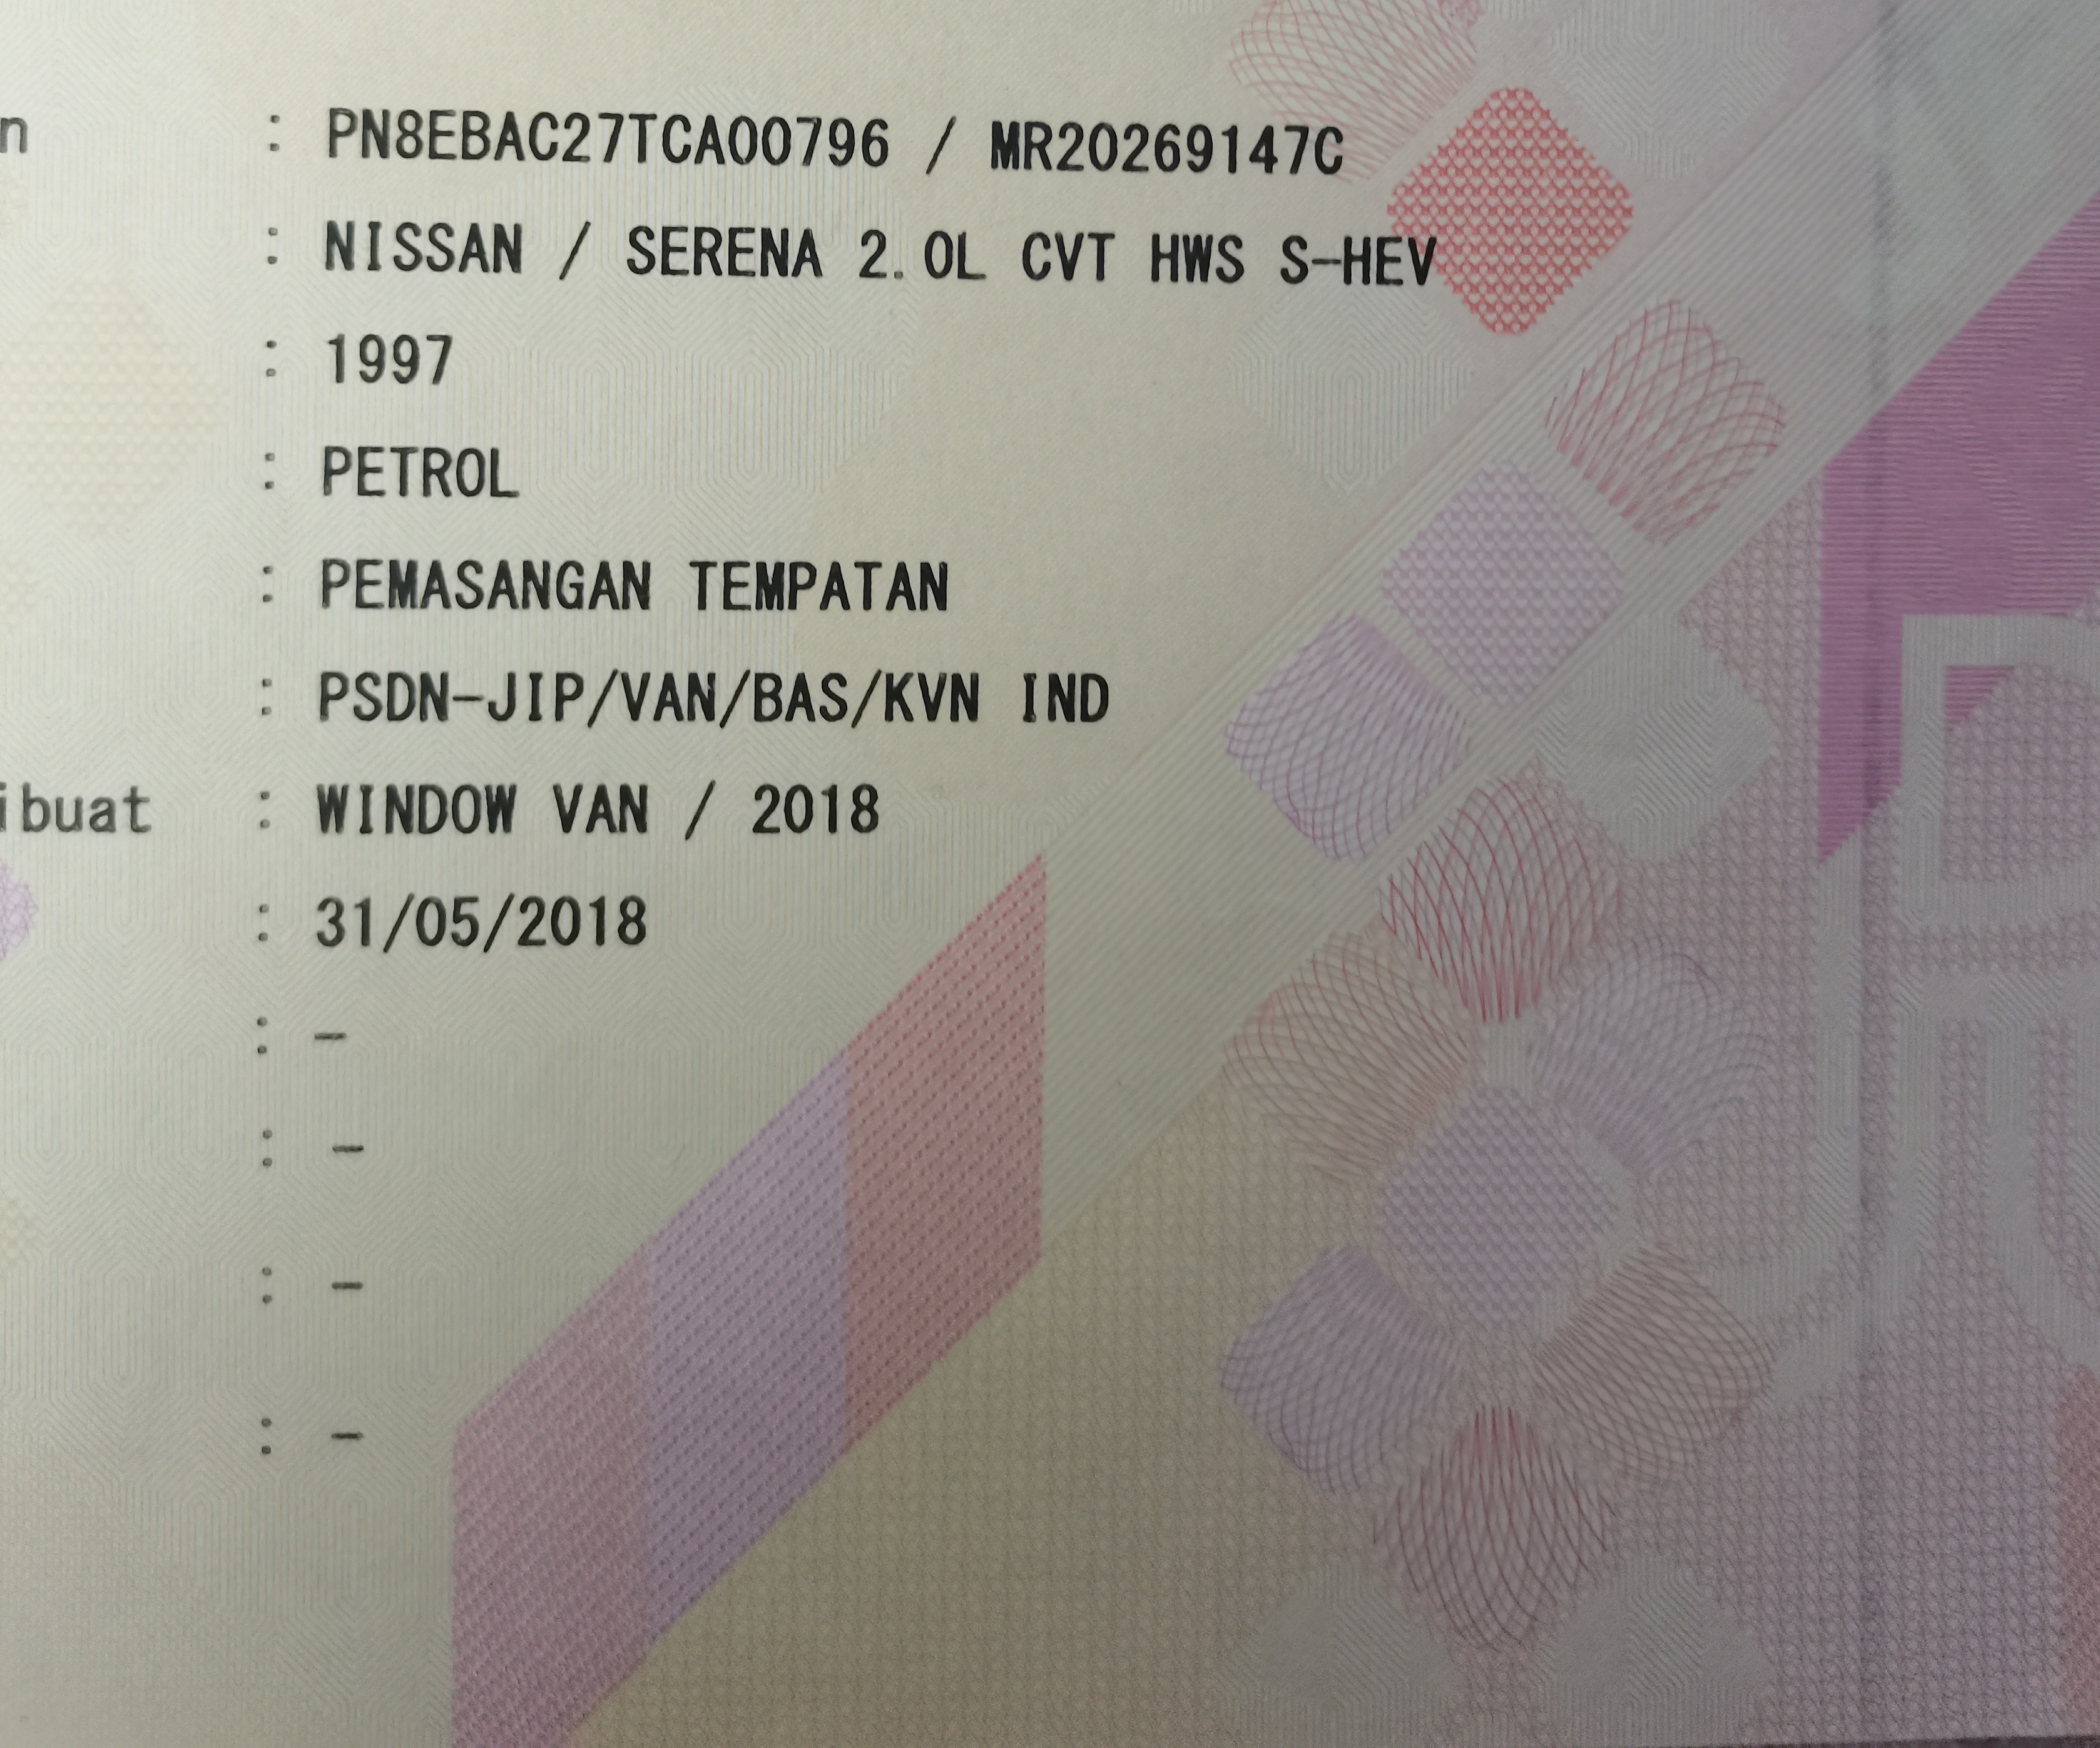 n : PN8EBAC27TCA00796 / MR20269147C
: NISSAN / SERENA 2.0L CVT HWS S-HEV
: 1997
: PETROL
: PEMASANGAN TEMPATAN
: PSDN-JIP/VAN/BAS/KVN IND
ibuat : WINDOW VAN / 2018
: 31/05/2018
: -
: -
: -
: -